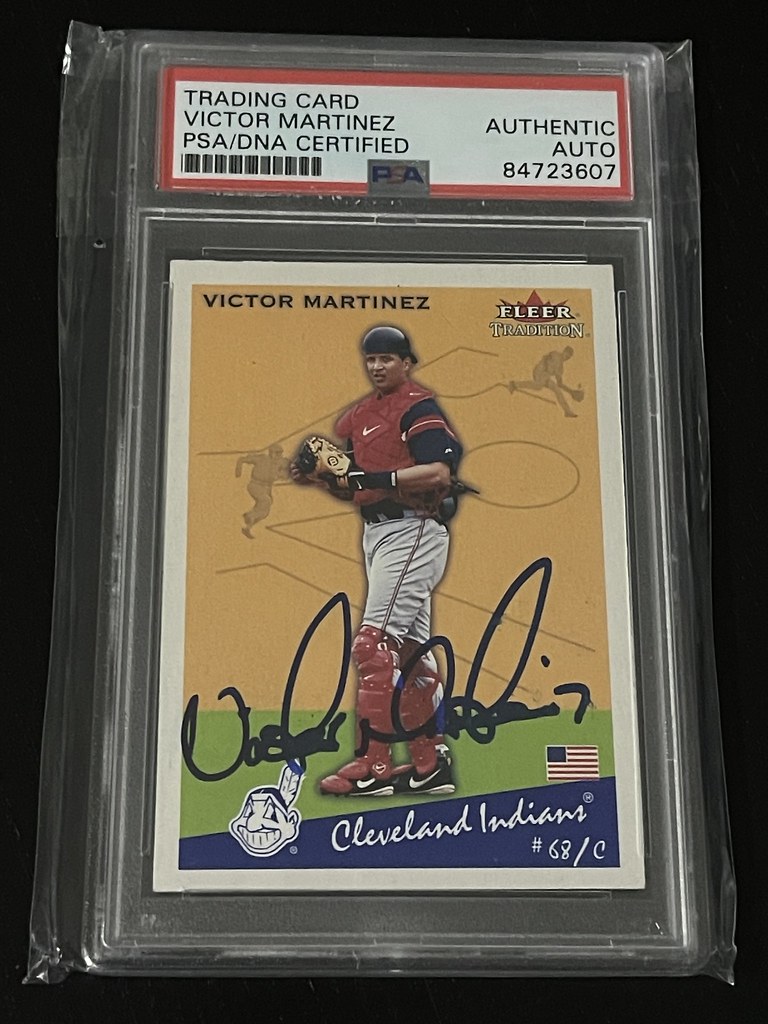 TRADING CARD
VICTOR MARTINEZ
PSA/DNA CERTIFIED
AUTHENTIC
AUTO
84723607
PSA
VICTOR MARTINEZ
FLEER
TRADITION
Cleveland Indians®
#68/C